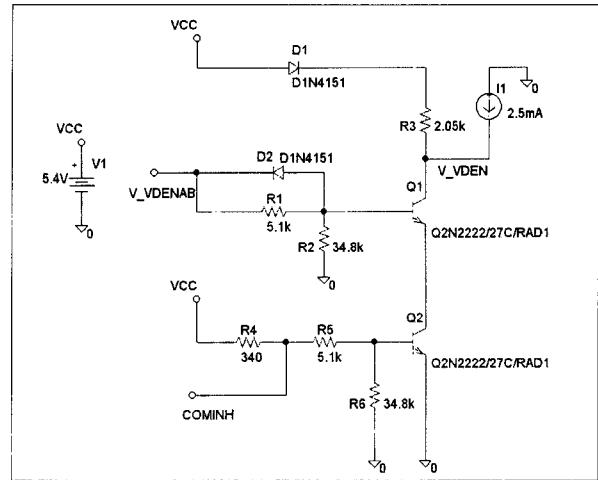 VCC
D1
D1N4151
I1
0
2.5mA
R3
2.05k
VCC
+
V1
5.4V
0
D2
D1N4151
V_VDENAB
V_VDEN
Q1
R1
5.1k
R2
34.8k
Q2N2222/27C/RAD1
0
VCC
Q2
R4
340
R5
5.1k
Q2N2222/27C/RAD1
R6
34.8k
COMINH
0
0